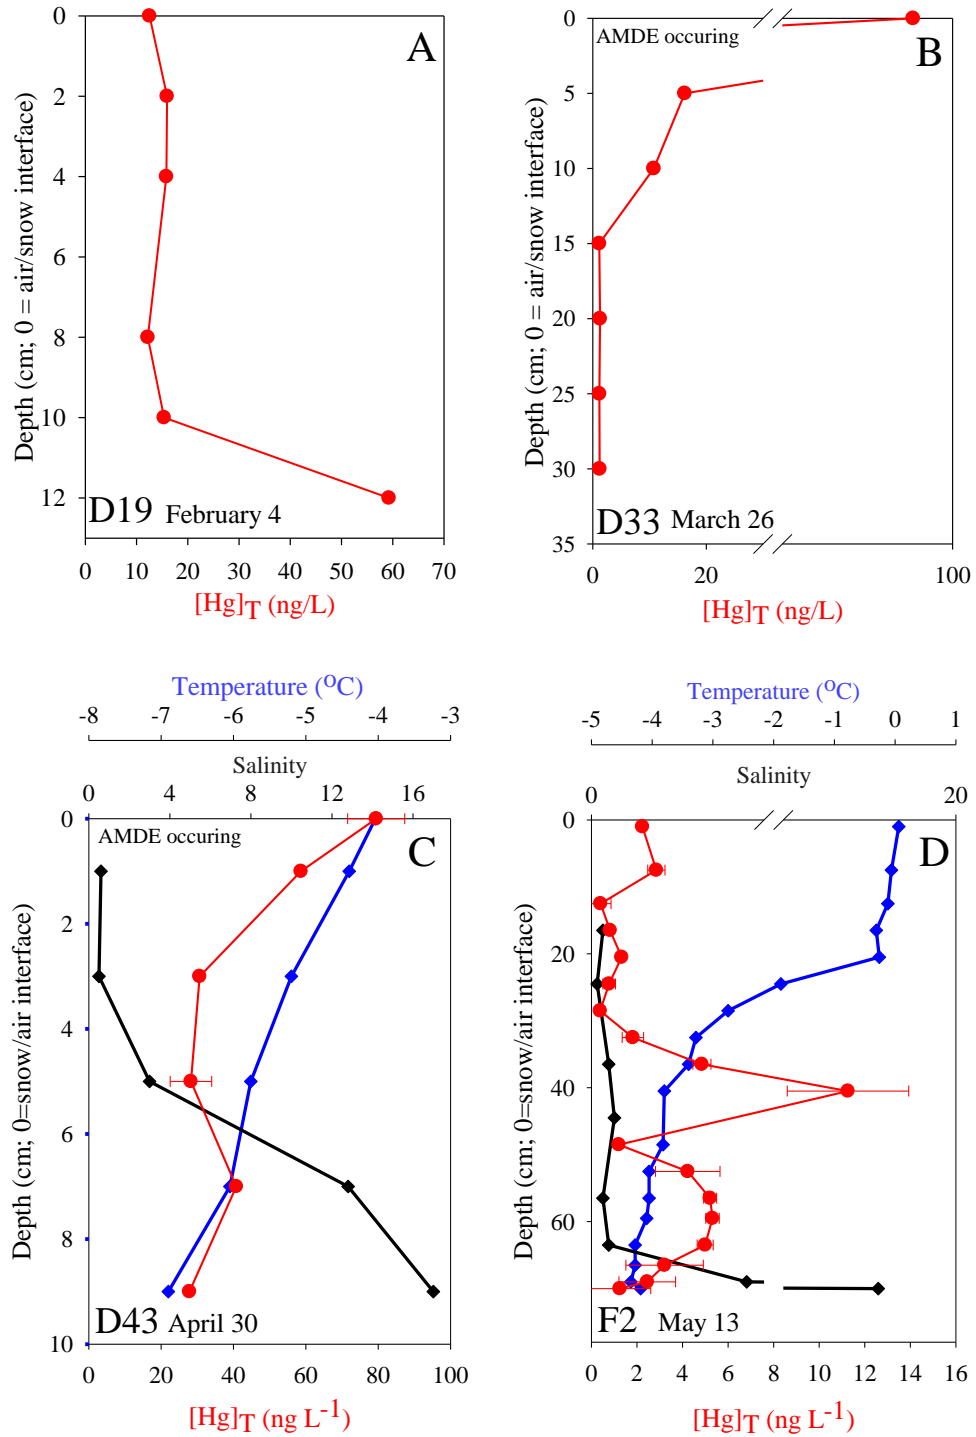 A
Depth (cm; 0 = air/snow interface)
0
2
4
6
8
10
12
D19 February 4
0 10 20 30 40 50 60 70
[Hg]T (ng/L)
AMDE occuring
B
Depth (cm; 0 = air/snow interface)
0
5
10
15
20
25
30
35
D33 March 26
0 20 100
[Hg]T (ng/L)
Temperature (oC)
-8 -7 -6 -5 -4 -3
Salinity
0 4 8 12 16
AMDE occuring
C
Depth (cm; 0=snow/air interface)
0
2
4
6
8
10
D43 April 30
0 20 40 60 80 100
[Hg]T (ng L-1)
Temperature (oC)
-5 -4 -3 -2 -1 0 1
Salinity
0 20
D
Depth (cm; 0=snow/air interface)
0
20
40
60
F2 May 13
0 2 4 6 8 10 12 14 16
[Hg]T (ng L-1)